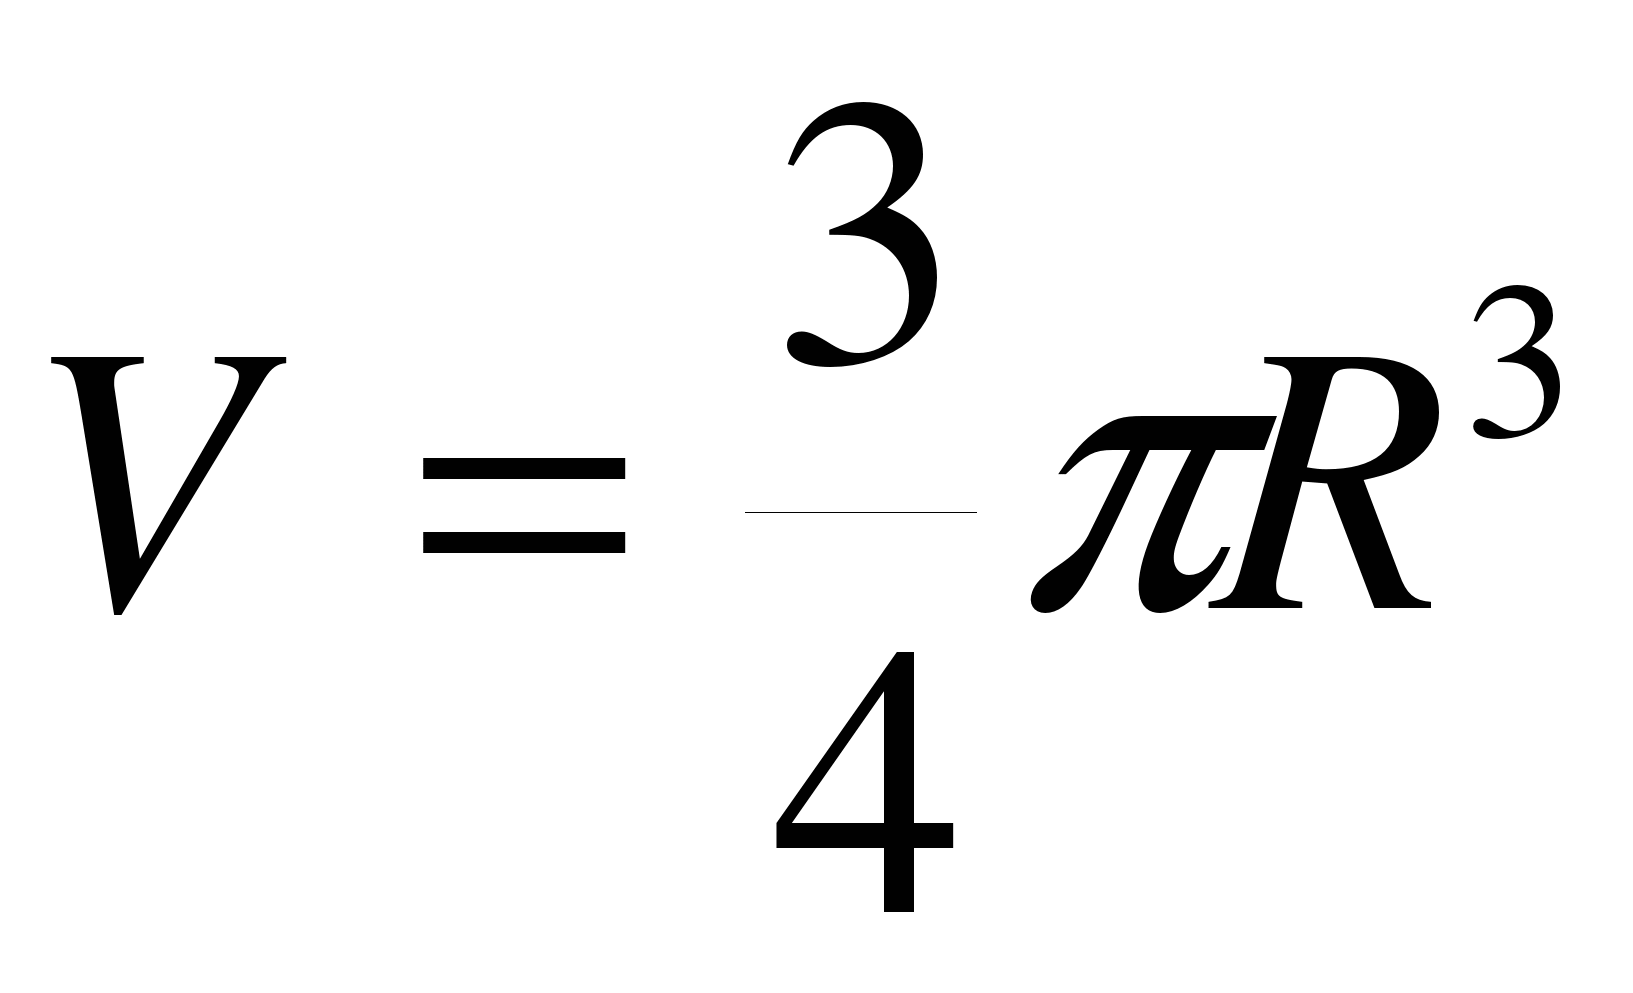 V = 3/4 πR³